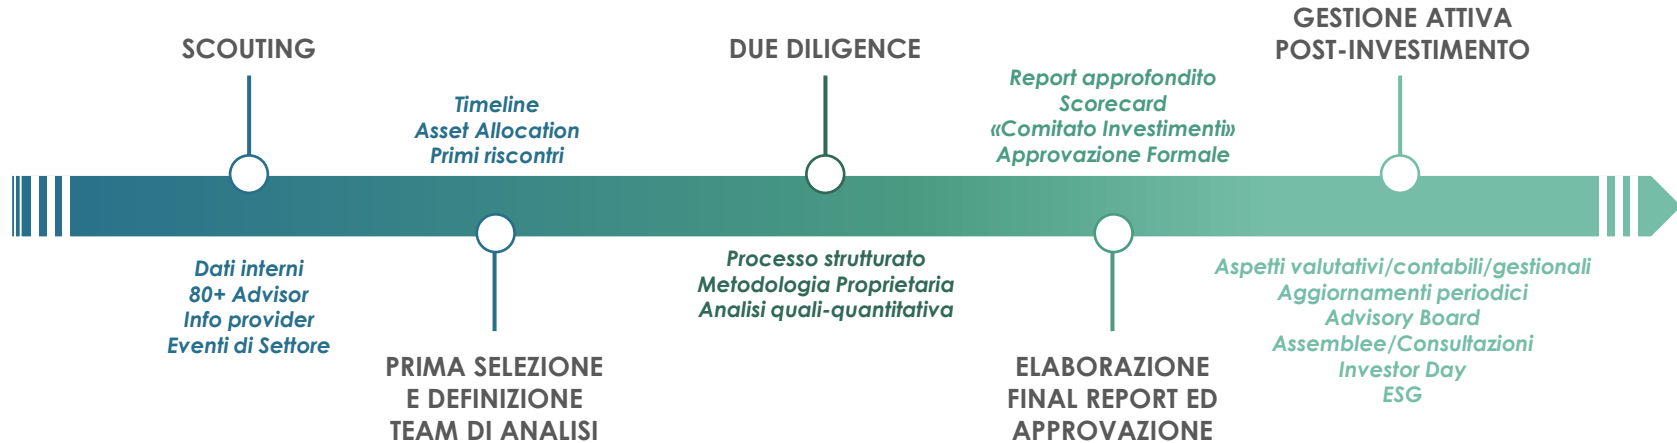 SCOUTING
Dati interni
80+ Advisor
Info provider
Eventi di Settore
Timeline
Asset Allocation
Primi riscontri
PRIMA SELEZIONE
E DEFINIZIONE
TEAM DI ANALISI
DUE DILIGENCE
Processo strutturato
Metodologia Proprietaria
Analisi quali-quantitativa
Report approfondito
Scorecard
«Comitato Investimenti»
Approvazione Formale
ELABORAZIONE
FINAL REPORT ED
APPROVAZIONE
GESTIONE ATTIVA
POST-INVESTIMENTO
Aspetti valutativi/contabili/gestionali
Aggiornamenti periodici
Advisory Board
Assemblee/Consultazioni
Investor Day
ESG